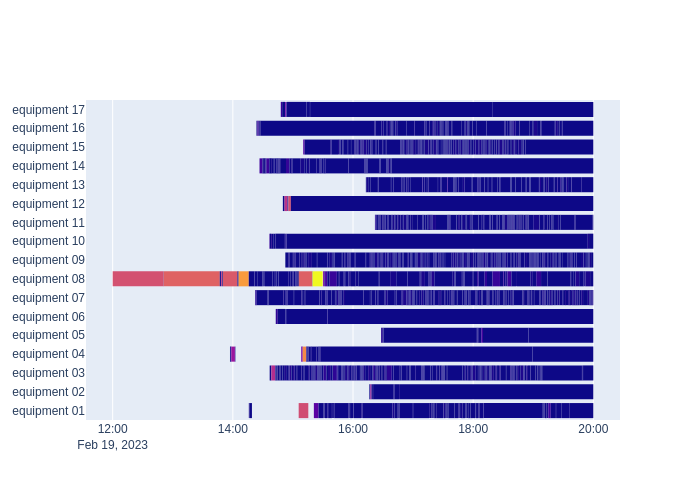 equipment 17
equipment 16
equipment 15
equipment 14
equipment 13
equipment 12
equipment 11
equipment 10
equipment 09
equipment 08
equipment 07
equipment 06
equipment 05
equipment 04
equipment 03
equipment 02
equipment 01
12:00 14:00 16:00 18:00 20:00
Feb 19, 2023